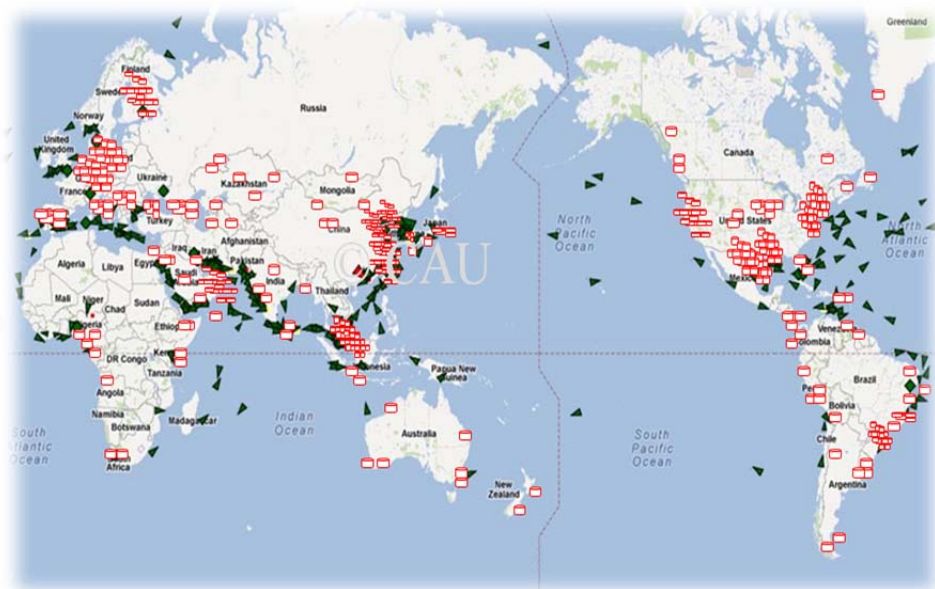 Greenland
Finland
Norway
Russia
United
Kingdom
Canada
Ukraine
France
Kazakhstan
Mongolia
North
Pacific
Ocean
United States
North
Atlantic
Ocean
Turkey
China
Japan
Afghanistan
Iraq
Iran
Pakistan
Algeria
Libya
Egypt
Saudi
India
© CAU
Mexico
Mali
Niger
Chad
Sudan
Thailand
Nigeria
Ethiopia
Venezuela
Colombia
DR Congo
Kenya
Tanzania
Indonesia
Papua New
Guinea
Brazil
Peru
Angola
Bolivia
Namibia
Botswana
Madagascar
Indian
Ocean
South
Atlantic
Ocean
Australia
South
Pacific
Ocean
Chile
South
Africa
New
Zealand
Argentina